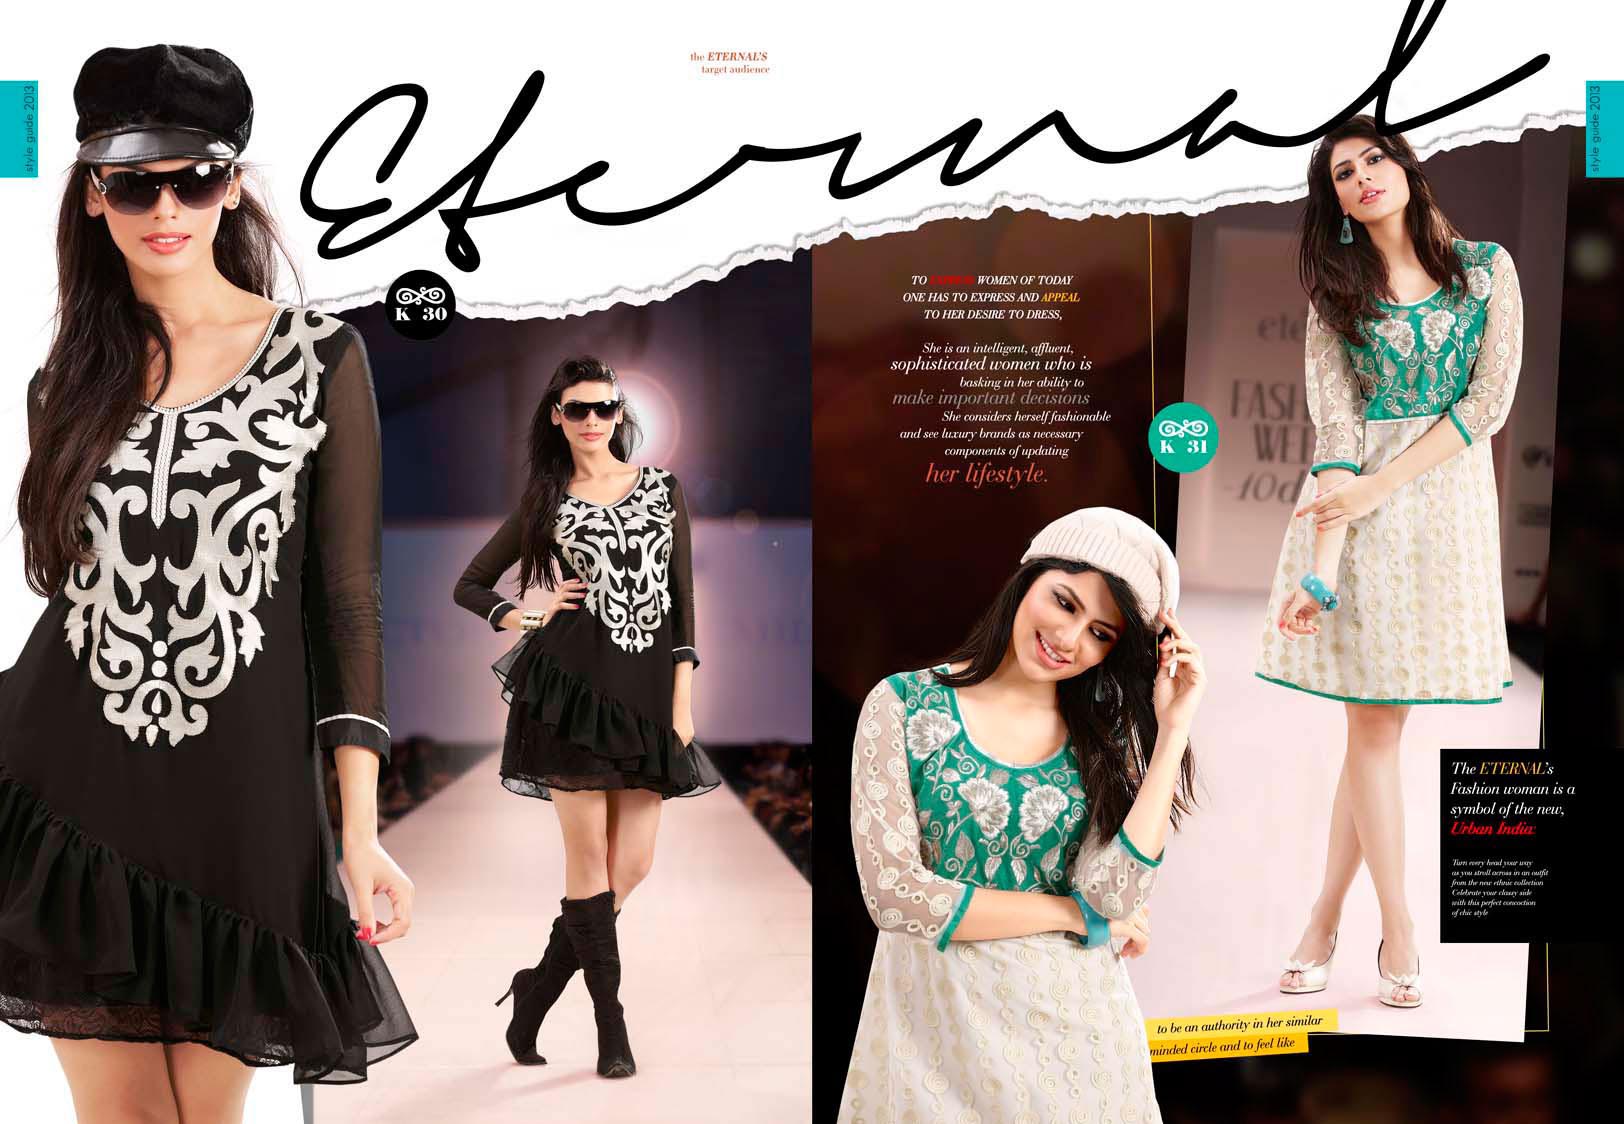 style guide 2013
the ETERNAL'S
target audience
Eternal
style guide 2013
K 30
TO EXPRESS WOMEN OF TODAY
ONE HAS TO EXPRESS AND APPEAL
TO HER DESIRE TO DRESS,
She is an intelligent, affluent,
sophisticated women who is
basking in her ability to
make important decisions
She considers herself fashionable
and see luxury brands as necessary
components of updating
her lifestyle.
K 31
ete
FASH
WEE
-10d
The ETERNAL's
Fashion woman is a
symbol of the new,
Urban India:
Turn every head your way
as you stroll across in an outfit
from the new ethnic collection
Celebrate your classy side
with this perfect concoction
of chic style
to be an authority in her similar
minded circle and to feel like